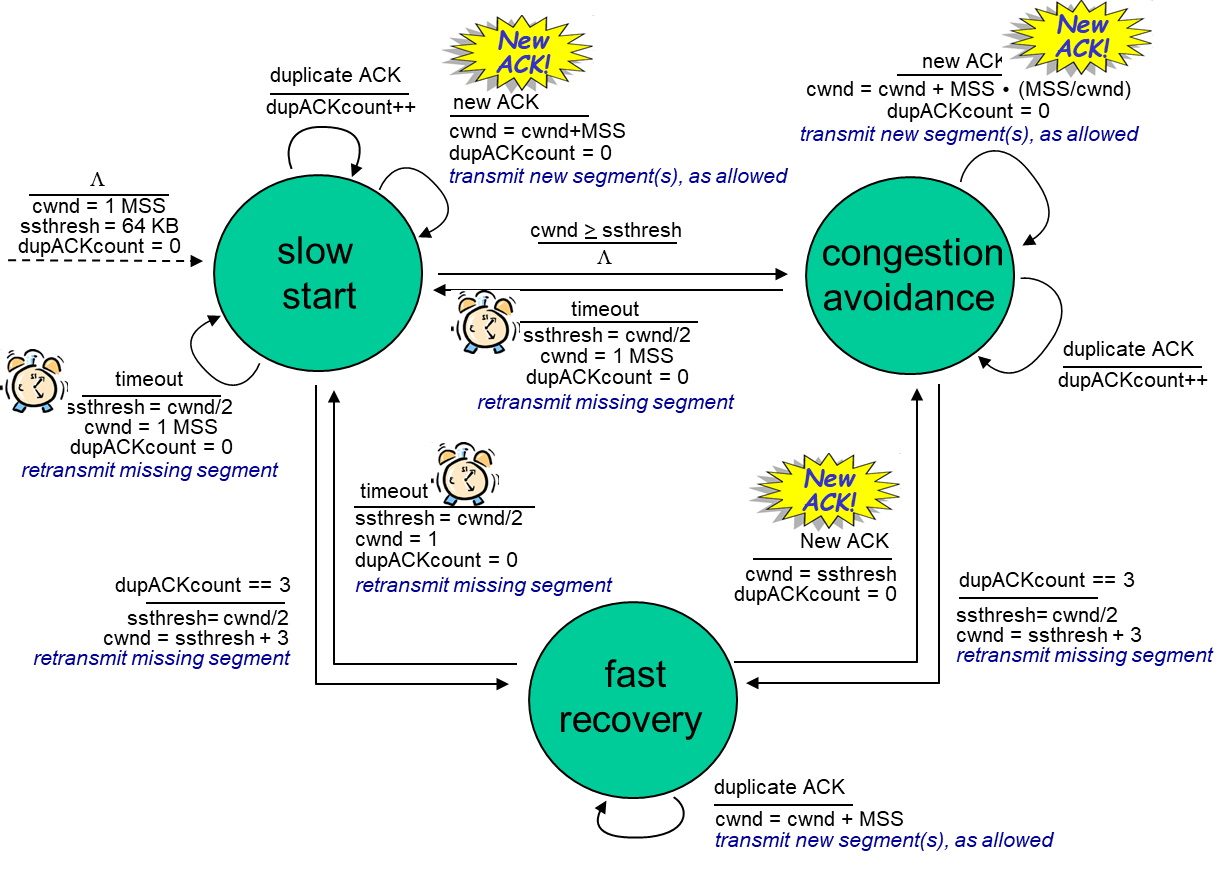 New
ACK!
duplicate ACK
dupACKcount++
new ACK
cwnd = cwnd+MSS
dupACKcount = 0
transmit new segment(s), as allowed
New
ACK!
new ACK
cwnd = cwnd + MSS • (MSS/cwnd)
dupACKcount = 0
transmit new segment(s), as allowed
Λ
cwnd = 1 MSS
ssthresh = 64 KB
dupACKcount = 0
slow
start
cwnd ≥ ssthresh
Λ
congestion
avoidance
timeout
ssthresh = cwnd/2
cwnd = 1 MSS
dupACKcount = 0
retransmit missing segment
duplicate ACK
dupACKcount++
timeout
ssthresh = cwnd/2
cwnd = 1 MSS
dupACKcount = 0
retransmit missing segment
timeout
ssthresh = cwnd/2
cwnd = 1
dupACKcount = 0
retransmit missing segment
New
ACK!
New ACK
cwnd = ssthresh
dupACKcount = 0
dupACKcount == 3
ssthresh= cwnd/2
cwnd = ssthresh + 3
retransmit missing segment
dupACKcount == 3
ssthresh= cwnd/2
cwnd = ssthresh + 3
retransmit missing segment
fast
recovery
duplicate ACK
cwnd = cwnd + MSS
transmit new segment(s), as allowed